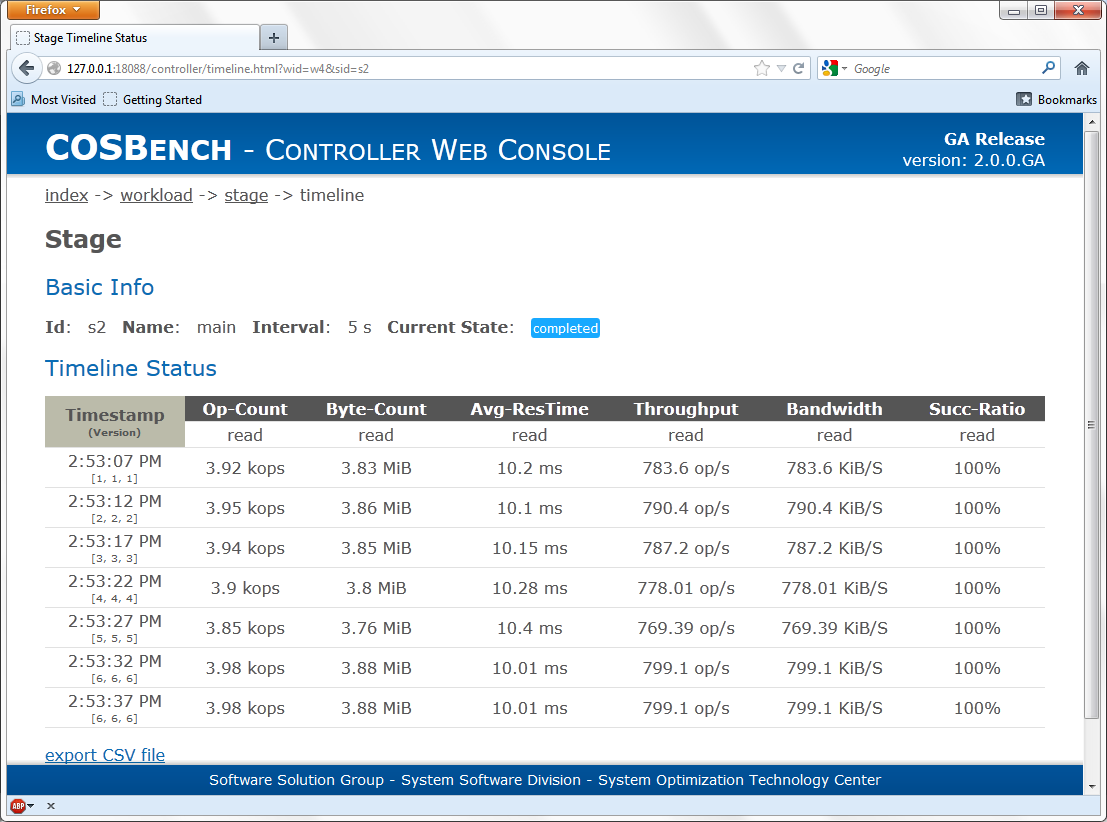 Firefox
Stage Timeline Status
127.0.0.1:18088/controller/timeline.html?wid=w4&sid=s2
Google
Most Visited Getting Started Bookmarks
COSBENCH - CONTROLLER WEB CONSOLE
GA Release
version: 2.0.0.GA
index -> workload -> stage -> timeline
Stage
Basic Info
Id: s2 Name: main Interval: 5 s Current State: completed
Timeline Status
Timestamp Op-Count Byte-Count Avg-ResTime Throughput Bandwidth Succ-Ratio
(Version) read read read read read read
2:53:07 PM 3.92 kops 3.83 MiB 10.2 ms 783.6 op/s 783.6 KiB/S 100%
[1, 1, 1]
2:53:12 PM 3.95 kops 3.86 MiB 10.1 ms 790.4 op/s 790.4 KiB/S 100%
[2, 2, 2]
2:53:17 PM 3.94 kops 3.85 MiB 10.15 ms 787.2 op/s 787.2 KiB/S 100%
[3, 3, 3]
2:53:22 PM 3.9 kops 3.8 MiB 10.28 ms 778.01 op/s 778.01 KiB/S 100%
[4, 4, 4]
2:53:27 PM 3.85 kops 3.76 MiB 10.4 ms 769.39 op/s 769.39 KiB/S 100%
[5, 5, 5]
2:53:32 PM 3.98 kops 3.88 MiB 10.01 ms 799.1 op/s 799.1 KiB/S 100%
[6, 6, 6]
2:53:37 PM 3.98 kops 3.88 MiB 10.01 ms 799.1 op/s 799.1 KiB/S 100%
[6, 6, 6]
export CSV file
Software Solution Group - System Software Division - System Optimization Technology Center
ABP